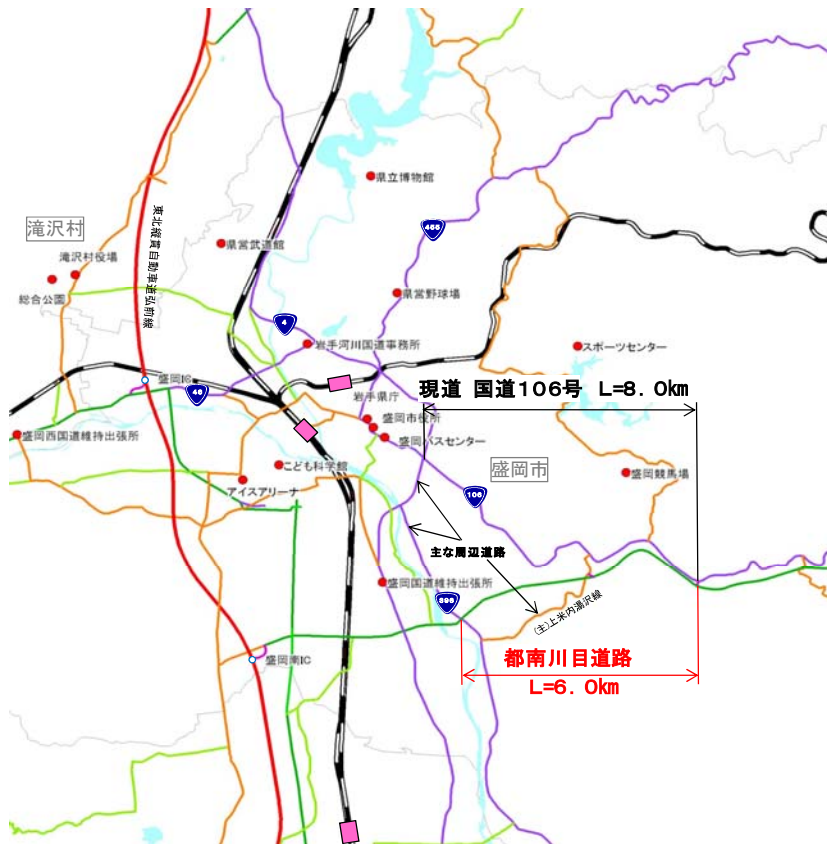 県立博物館
455
東北縦貫自動車道弘前線
滝沢村
県営武道館
滝沢村役場
総合公園
県営野球場
4
岩手河川国道事務所
スポーツセンター
盛岡IC
46
現道 国道106号 L=8.0km
岩手県庁
盛岡市役所
盛岡バスセンター
盛岡西国道維持出張所
こども科学館
盛岡市
盛岡競馬場
アイスアリーナ
106
主な周辺道路
盛岡国道維持出張所
396
(主)上米内湯沢線
盛岡南IC
都南川目道路
L=6.0km